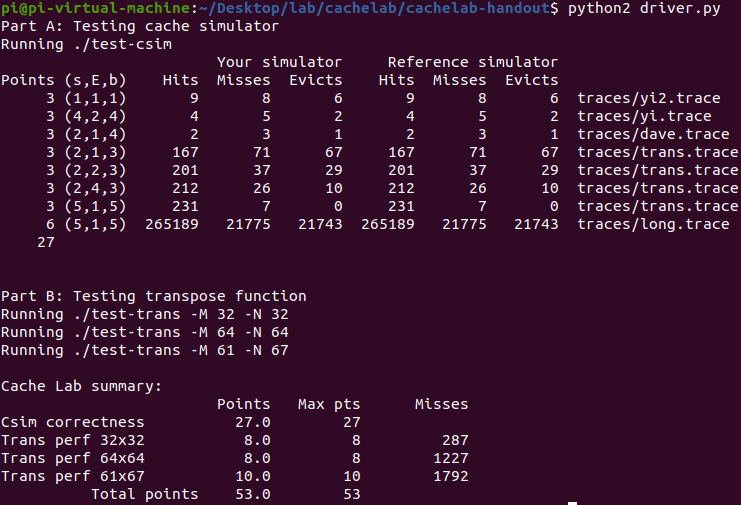 pi@pi-virtual-machine:~/Desktop/lab/cachelab/cachelab-handout$ python2 driver.py
Part A: Testing cache simulator
Running ./test-csim
                        Your simulator     Reference simulator
Points (s,E,b)    Hits  Misses  Evicts    Hits  Misses  Evicts
     3 (1,1,1)       9       8       6       9       8       6  traces/yi2.trace
     3 (4,2,4)       4       5       2       4       5       2  traces/yi.trace
     3 (2,1,4)       2       3       1       2       3       1  traces/dave.trace
     3 (2,1,3)     167      71      67     167      71      67  traces/trans.trace
     3 (2,2,3)     201      37      29     201      37      29  traces/trans.trace
     3 (2,4,3)     212      26      10     212      26      10  traces/trans.trace
     3 (5,1,5)     231       7       0     231       7       0  traces/trans.trace
     6 (5,1,5)  265189   21775   21743  265189   21775   21743  traces/long.trace
    27
Part B: Testing transpose function
Running ./test-trans -M 32 -N 32
Running ./test-trans -M 64 -N 64
Running ./test-trans -M 61 -N 67
Cache Lab summary:
                        Points   Max pts      Misses
Csim correctness          27.0        27
Trans perf 32x32           8.0         8         287
Trans perf 64x64           8.0         8        1227
Trans perf 61x67          10.0        10        1792
          Total points    53.0        53